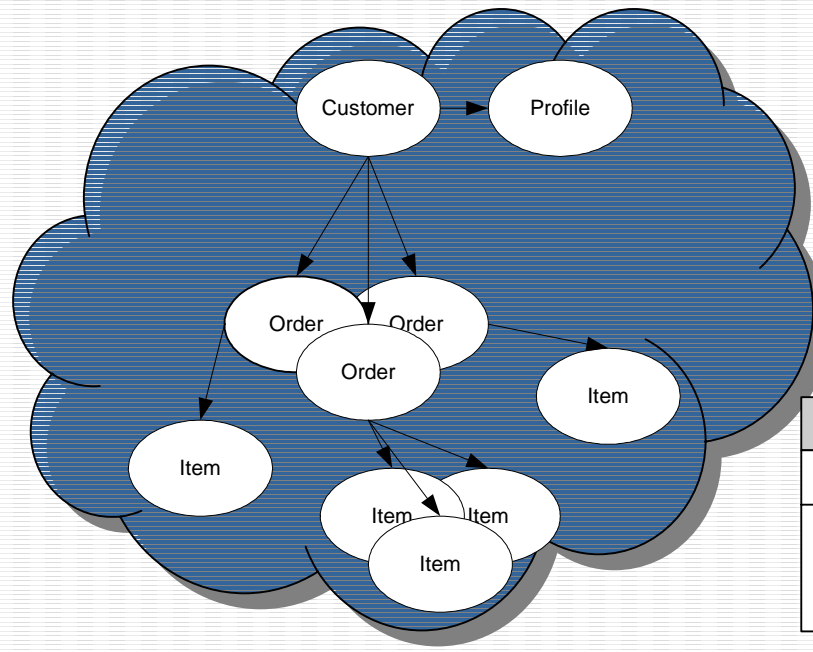 Customer
Profile
Order
Order
Order
Item
Item
Item
Item
Item